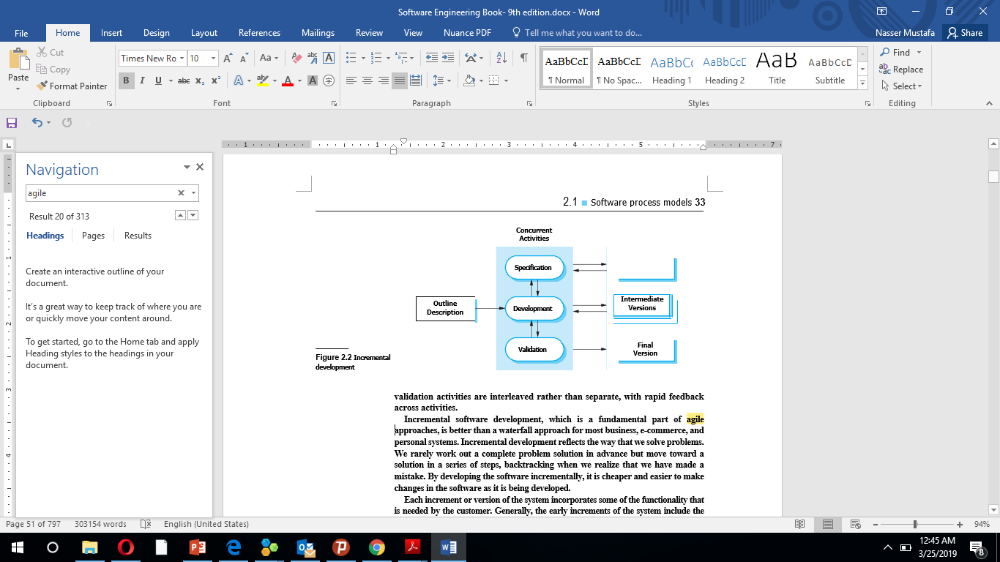 Software Engineering Book- 9th edition.docx - Word
File Home Insert Design Layout References Mailings Review View Nuance PDF Tell me what you want to do... Nasser Mustafa Share
Paste
Cut
Copy
Format Painter
Clipboard
Times New Ro 10
Aa
abc
A
B I U abc x₂ x² A ab A A
Font
Paragraph
AaBbCcI AaBbCcI AaBbCc AaBbCcD AaB AaBbCcD
¶ Normal ¶ No Spac... Heading 1 Heading 2 Title Subtitle
Styles
Find
Replace
Select
Editing
1 1 2 3 4 5 7
Navigation
agile
Result 20 of 313
Headings Pages Results
Create an interactive outline of your
document.
It's a great way to keep track of where you are
or quickly move your content around.
To get started, go to the Home tab and apply
Heading styles to the headings in your
document.
1
2
3
4
2.1 Software process models 33
Concurrent
Activities
Specification
Outline
Description
Development
Intermediate
Versions
Validation
Final
Version
Figure 2.2 Incremental
development
validation activities are interleaved rather than separate, with rapid feedback
across activities.
Incremental software development, which is a fundamental part of agile
approaches, is better than a waterfall approach for most business, e-commerce, and
personal systems. Incremental development reflects the way that we solve problems.
We rarely work out a complete problem solution in advance but move toward a
solution in a series of steps, backtracking when we realize that we have made a
mistake. By developing the software incrementally, it is cheaper and easier to make
changes in the software as it is being developed.
Each increment or version of the system incorporates some of the functionality that
is needed by the customer. Generally, the early increments of the system include the
Page 51 of 797 303154 words English (United States) 94%
12:45 AM
3/25/2019
8